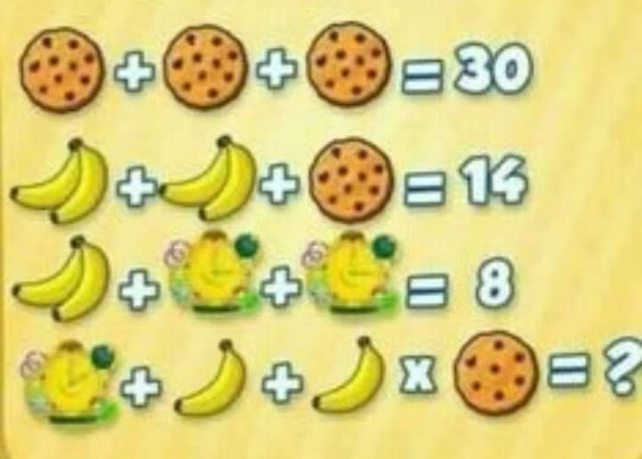 + + = 30
+ + = 14
+ + = 8
+ + x = ?